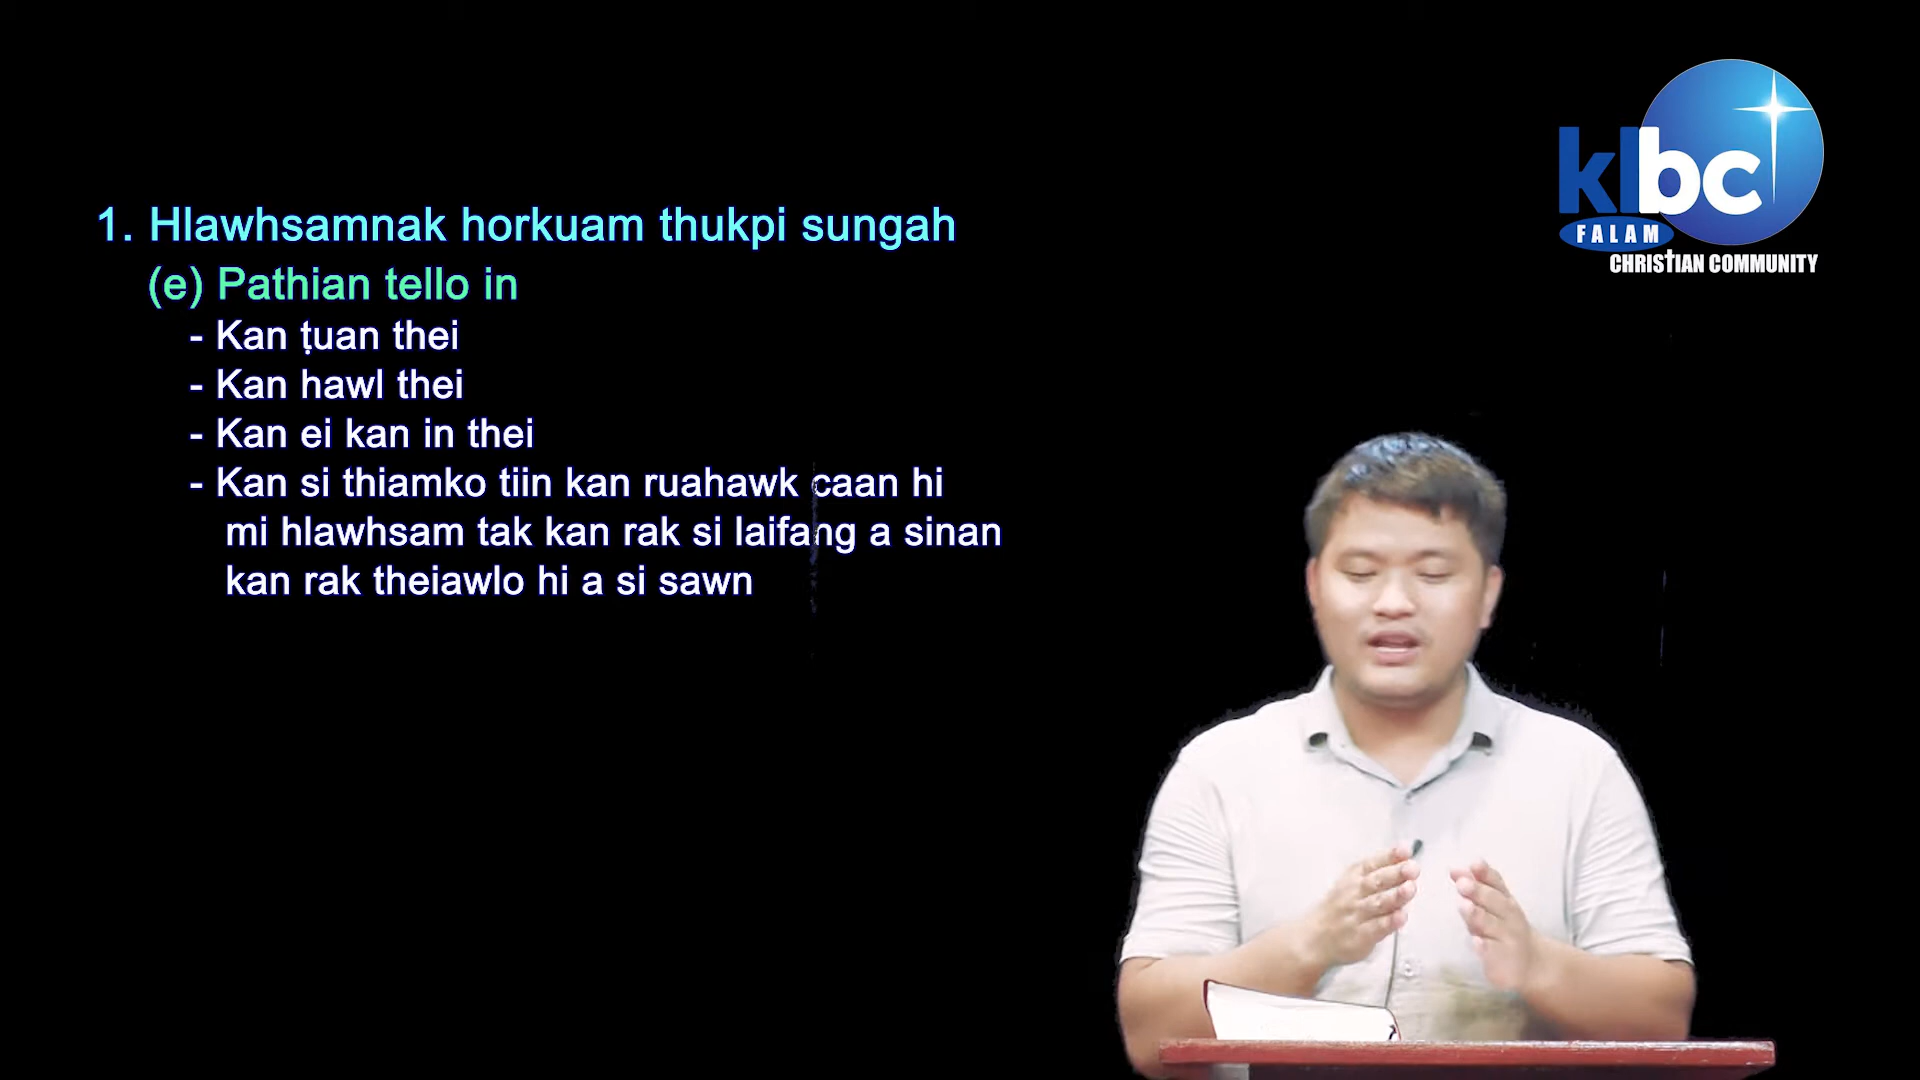 1. Hlawhsamnak horkuam thukpi sungah
(e) Pathian tello in
- Kan ṭuan thei
- Kan hawl thei
- Kan ei kan in thei
- Kan si thiamko tiin kan ruahawk caan hi
mi hlawhsam tak kan rak si laifang a sinan
kan rak theiawlo hi a si sawn
klbc
FALAM
CHRISTIAN COMMUNITY